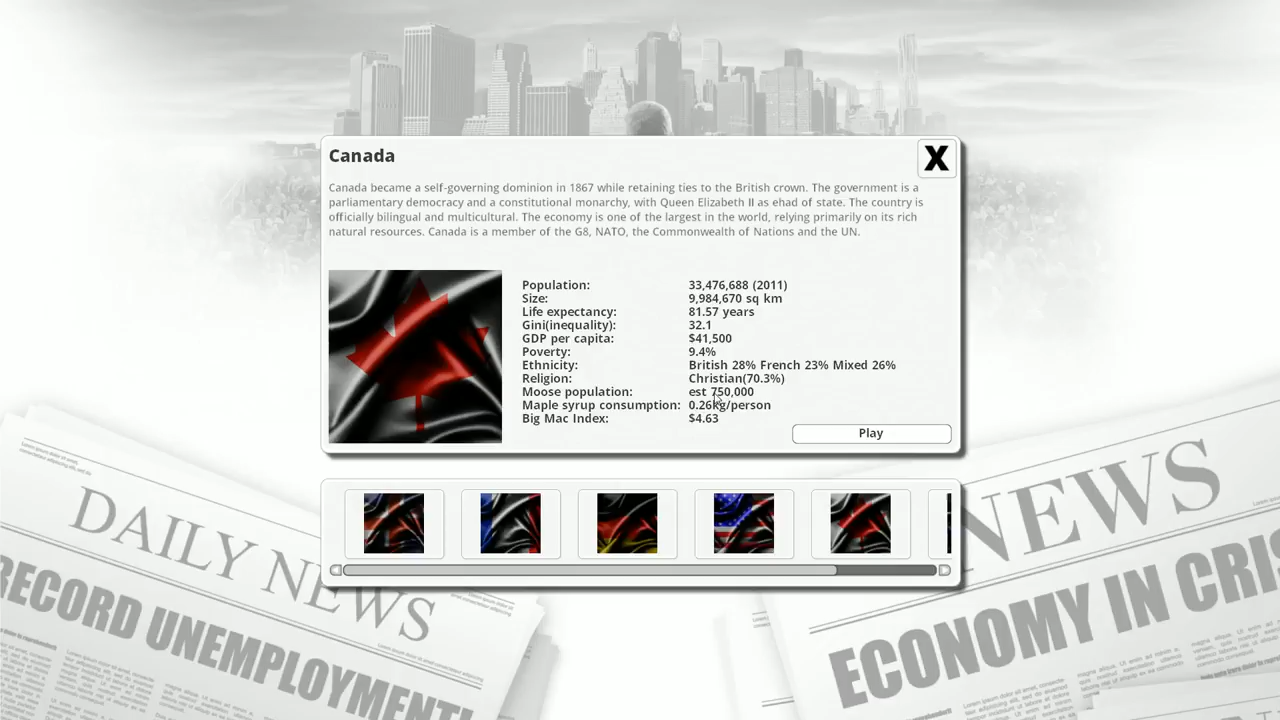 Canada
X
Canada became a self-governing dominion in 1867 while retaining ties to the British crown. The government is a
parliamentary democracy and a constitutional monarchy, with Queen Elizabeth II as ehad of state. The country is
officially bilingual and multicultural. The economy is one of the largest in the world, relying primarily on its rich
natural resources. Canada is a member of the G8, NATO, the Commonwealth of Nations and the UN.
Population: 33,476,688 (2011)
Size: 9,984,670 sq km
Life expectancy: 81.57 years
Gini(inequality): 32.1
GDP per capita: $41,500
Poverty: 9.4%
Ethnicity: British 28% French 23% Mixed 26%
Religion: Christian(70.3%)
Moose population: est 750,000
Maple syrup consumption: 0.26kg/person
Big Mac Index: $4.63
Play
DAILY NEWS
RECORD UNEMPLOYMENT!
NEWS
ECONOMY IN CRIS